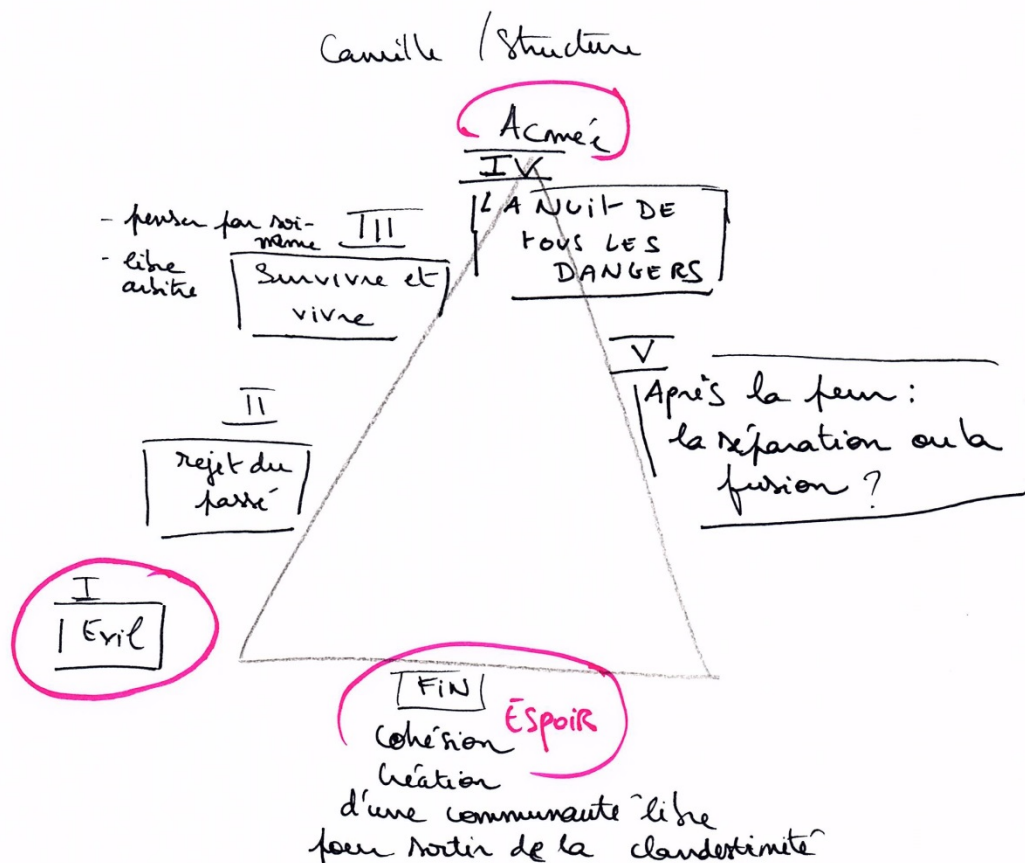 Camille / Structure
Acméé
IV
LA NUIT DE
TOUS LES
DANGERS
III
- penser par soi-
même
- libre
arbitre
Survivre et
vivre
V
Après la peur :
la séparation ou la
fusion ?
II
rejet du
passé
I
Exil
FIN
ESPOIR
Cohésion
Création
d'une communauté libre
pour sortir de la clandestinité